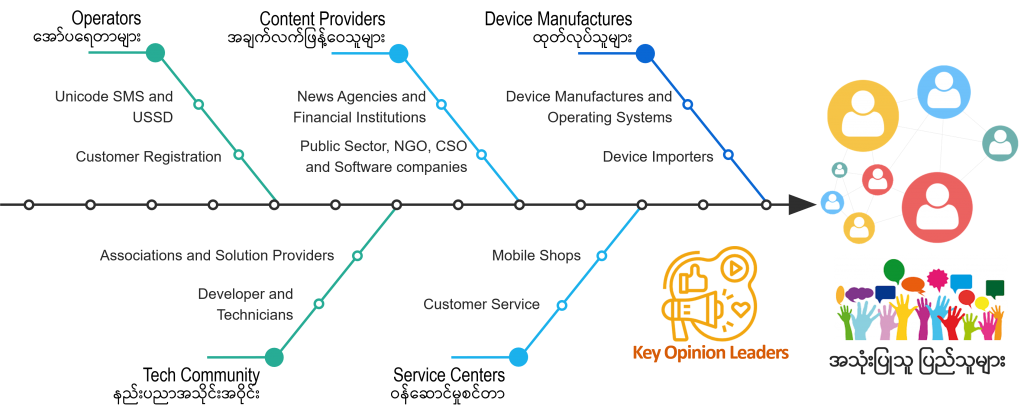 Operators
အော်ပရေတာများ
Unicode SMS and
USSD
Customer Registration
Content Providers
အချက်လက်ဖြန့်ဝေသူများ
News Agencies and
Financial Institutions
Public Sector, NGO, CSO
and Software companies
Device Manufactures
ထုတ်လုပ်သူများ
Device Manufactures and
Operating Systems
Device Importers
Associations and Solution Providers
Developer and
Technicians
Tech Community
နည်းပညာအသိုင်းအဝိုင်း
Mobile Shops
Customer Service
Service Centers
ဝန်ဆောင်မှုစင်တာ
Key Opinion Leaders
အသုံးပြုသူ ပြည်သူများ